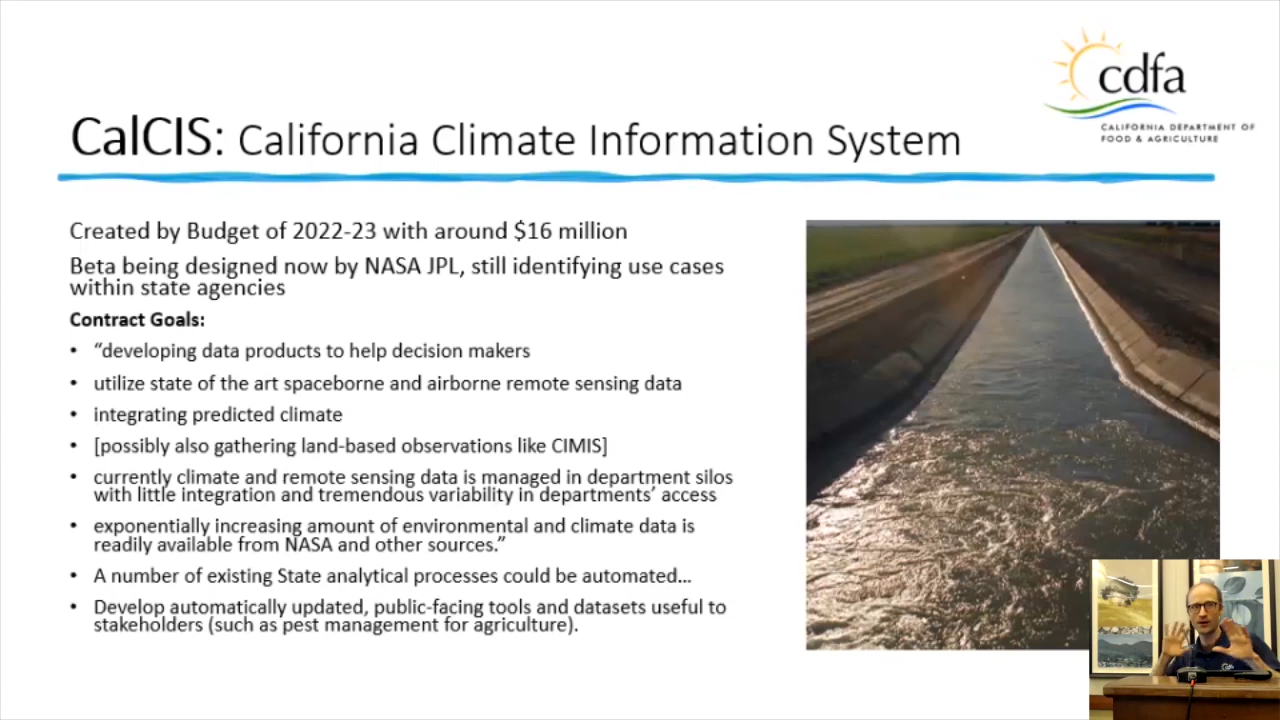 cdfa
CALIFORNIA DEPARTMENT OF
FOOD & AGRICULTURE
CalCIS: California Climate Information System
Created by Budget of 2022-23 with around $16 million
Beta being designed now by NASA JPL, still identifying use cases
within state agencies
Contract Goals:
• “developing data products to help decision makers
• utilize state of the art spaceborne and airborne remote sensing data
• integrating predicted climate
• [possibly also gathering land-based observations like CIMIS]
• currently climate and remote sensing data is managed in department silos
with little integration and tremendous variability in departments’ access
• exponentially increasing amount of environmental and climate data is
readily available from NASA and other sources.”
• A number of existing State analytical processes could be automated…
• Develop automatically updated, public-facing tools and datasets useful to
stakeholders (such as pest management for agriculture).